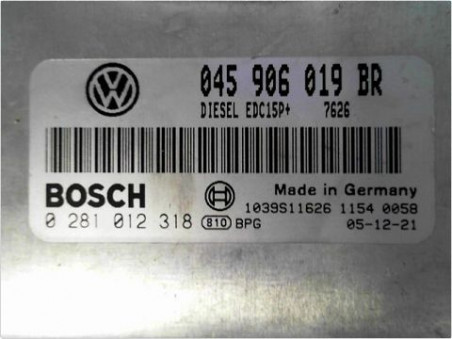 045 906 019 BR
DIESEL EDC15P+ 7626
BOSCH
Made in Germany
1039S11626 1154 0058
0 281 012 318 810 BPG
05-12-21